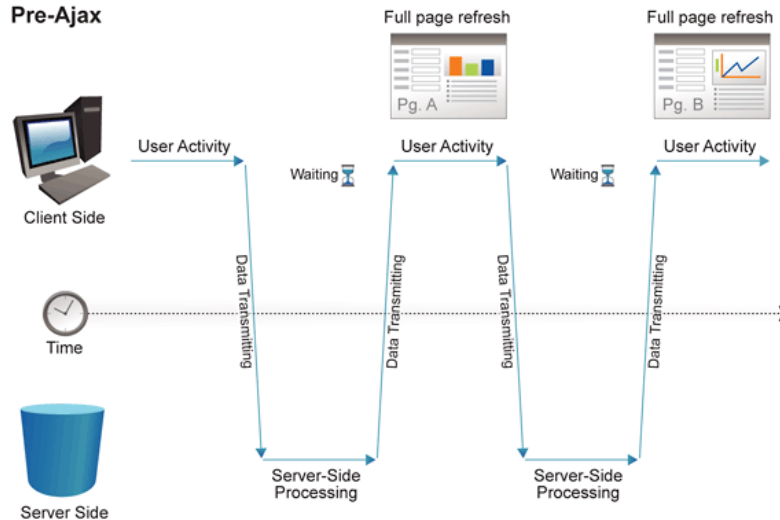 Pre-Ajax
Full page refresh
Full page refresh
Pg. A
Pg. B
User Activity
User Activity
User Activity
Waiting
Waiting
Client Side
Data Transmitting
Data Transmitting
Data Transmitting
Data Transmitting
Time
Server-Side
Processing
Server-Side
Processing
Server Side